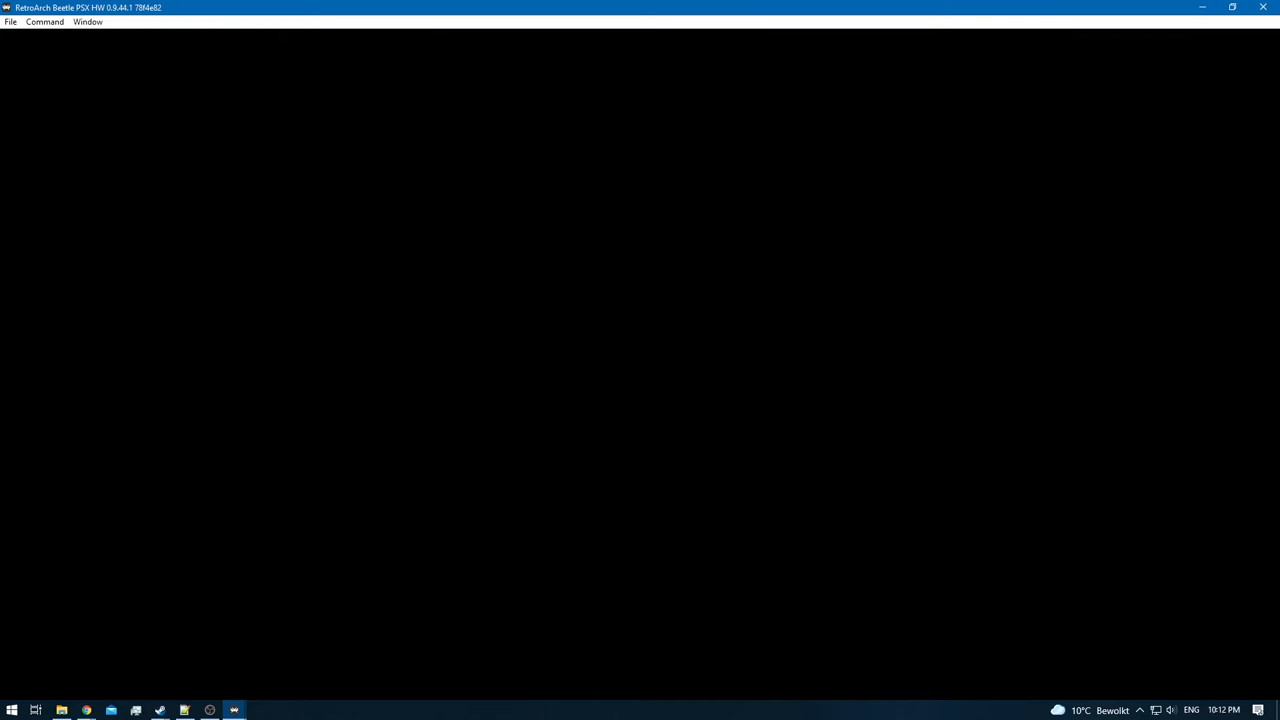 RetroArch Beetle PSX HW 0.9.44.1 78f4e82
File Command Window
10°C Bewolkt ENG 10:12 PM